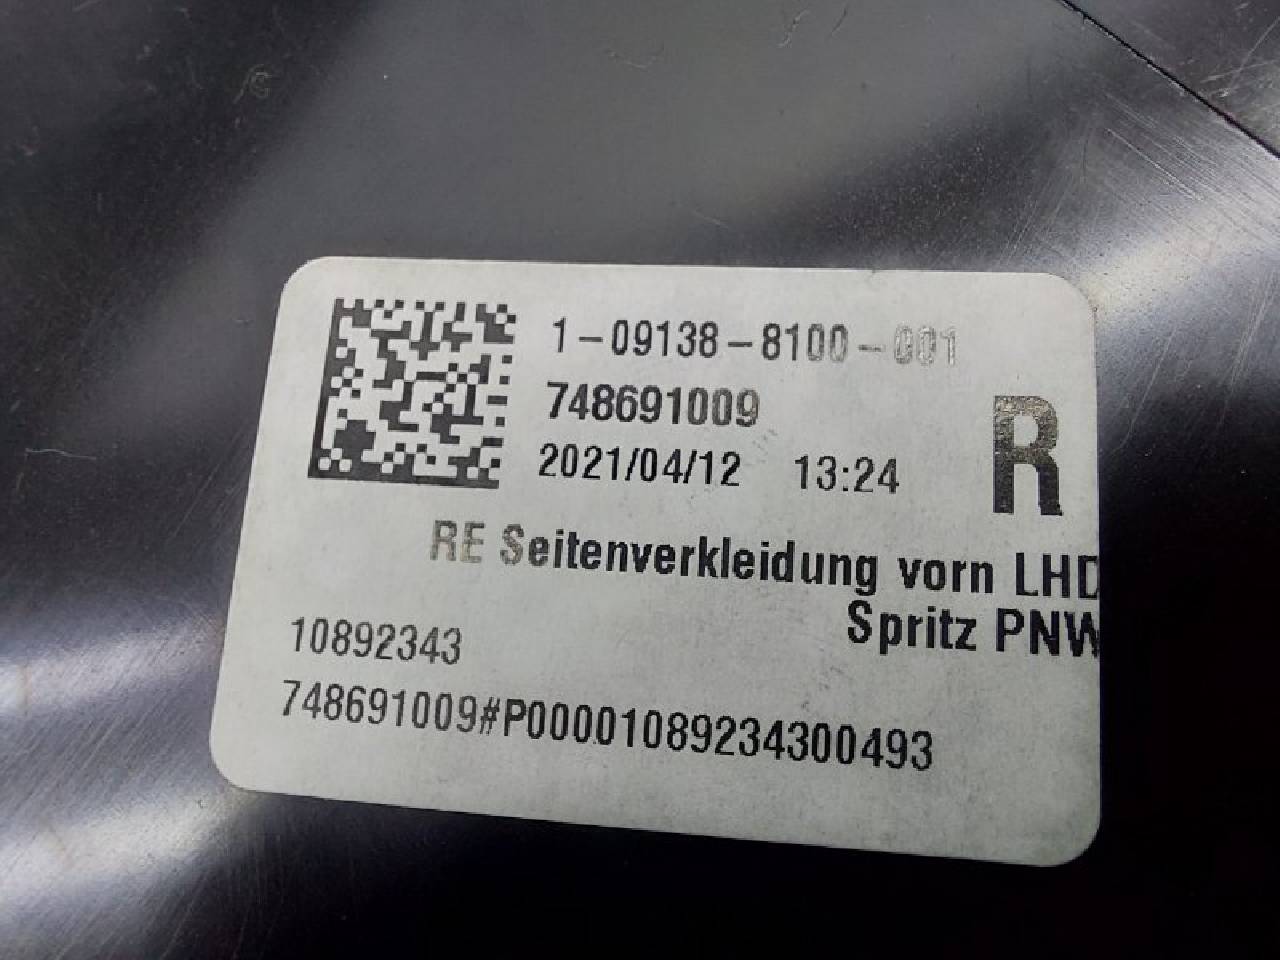 1-09138-8100-001
748691009
2021/04/12 13:24
R
RE Seitenverkleidung vorn LHD
Spritz PNW
10892343
748691009#P00001089234300493